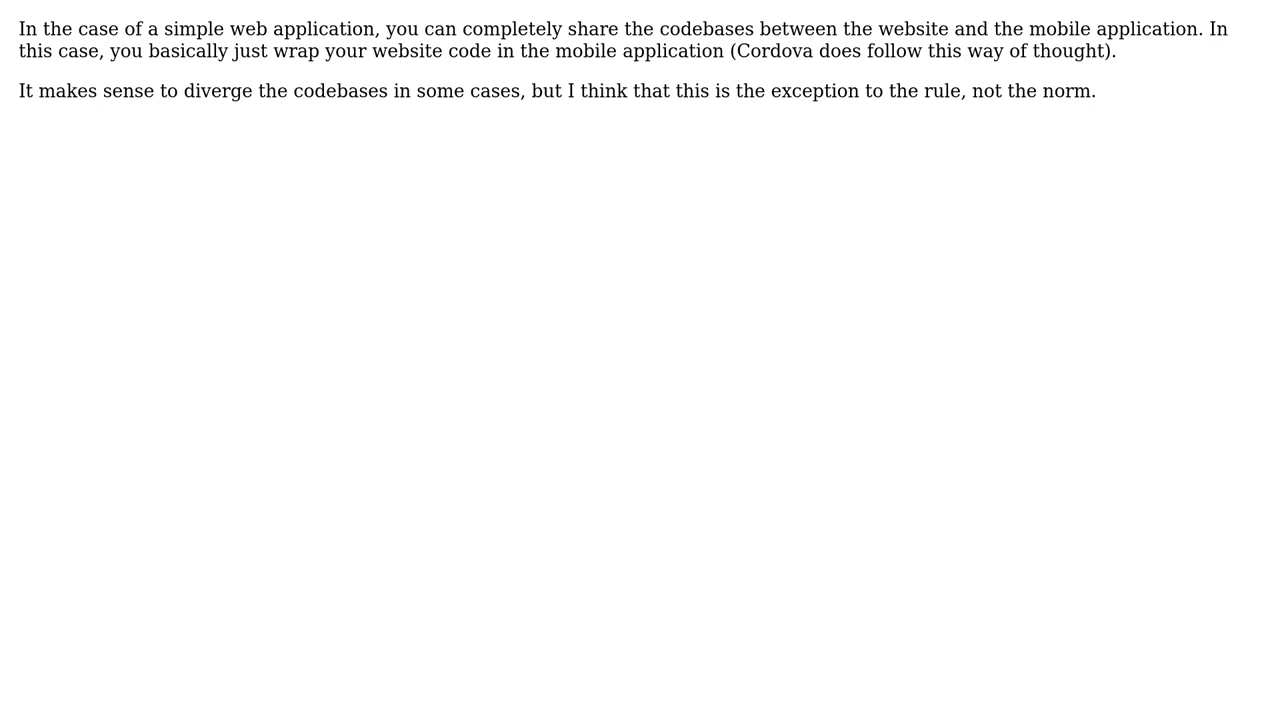 In the case of a simple web application, you can completely share the codebases between the website and the mobile application. In
this case, you basically just wrap your website code in the mobile application (Cordova does follow this way of thought).
It makes sense to diverge the codebases in some cases, but I think that this is the exception to the rule, not the norm.